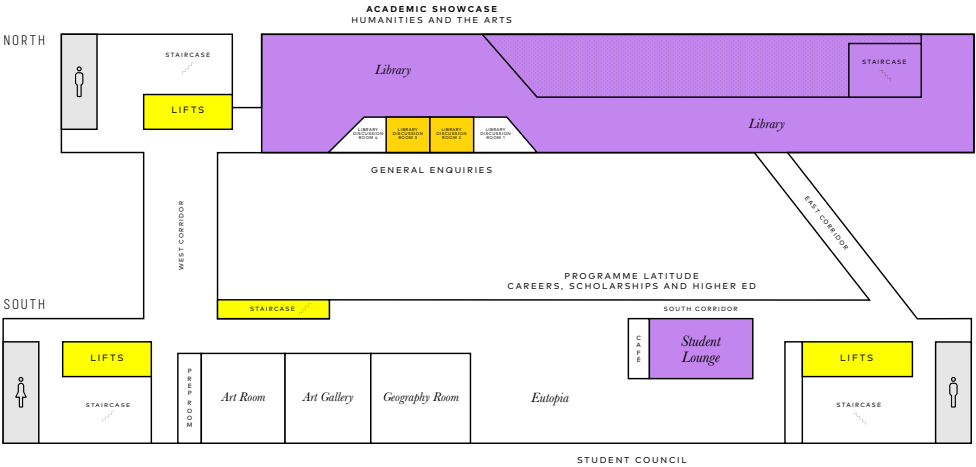 ACADEMIC SHOWCASE
HUMANITIES AND THE ARTS
NORTH
STAIRCASE
LIFTS
Library
STAIRCASE
Library
LIBRARY
DISCUSSION
ROOM 4
LIBRARY
DISCUSSION
ROOM 3
LIBRARY
DISCUSSION
ROOM 2
LIBRARY
DISCUSSION
ROOM 1
GENERAL ENQUIRIES
WEST CORRIDOR
EAST CORRIDOR
PROGRAMME LATITUDE
CAREERS, SCHOLARSHIPS AND HIGHER ED
SOUTH
STAIRCASE
SOUTH CORRIDOR
LIFTS
STAIRCASE
PREP ROOM
Art Room
Art Gallery
Geography Room
Eutopia
CAFÉ
Student
Lounge
LIFTS
STAIRCASE
STUDENT COUNCIL